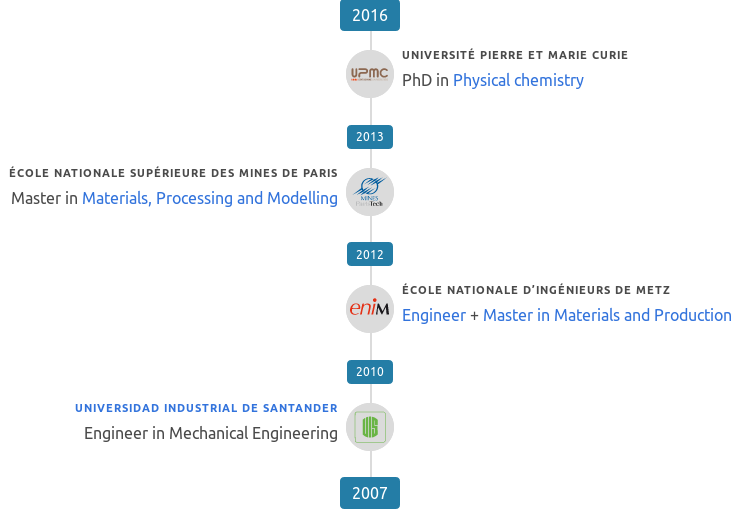 2016
UNIVERSITÉ PIERRE ET MARIE CURIE
UPMC
PhD in Physical chemistry
2013
ÉCOLE NATIONALE SUPÉRIEURE DES MINES DE PARIS
Master in Materials, Processing and Modelling
MINES
ParisTech
2012
ÉCOLE NATIONALE D’INGÉNIEURS DE METZ
enim
Engineer + Master in Materials and Production
2010
UNIVERSIDAD INDUSTRIAL DE SANTANDER
UIS
Engineer in Mechanical Engineering
2007